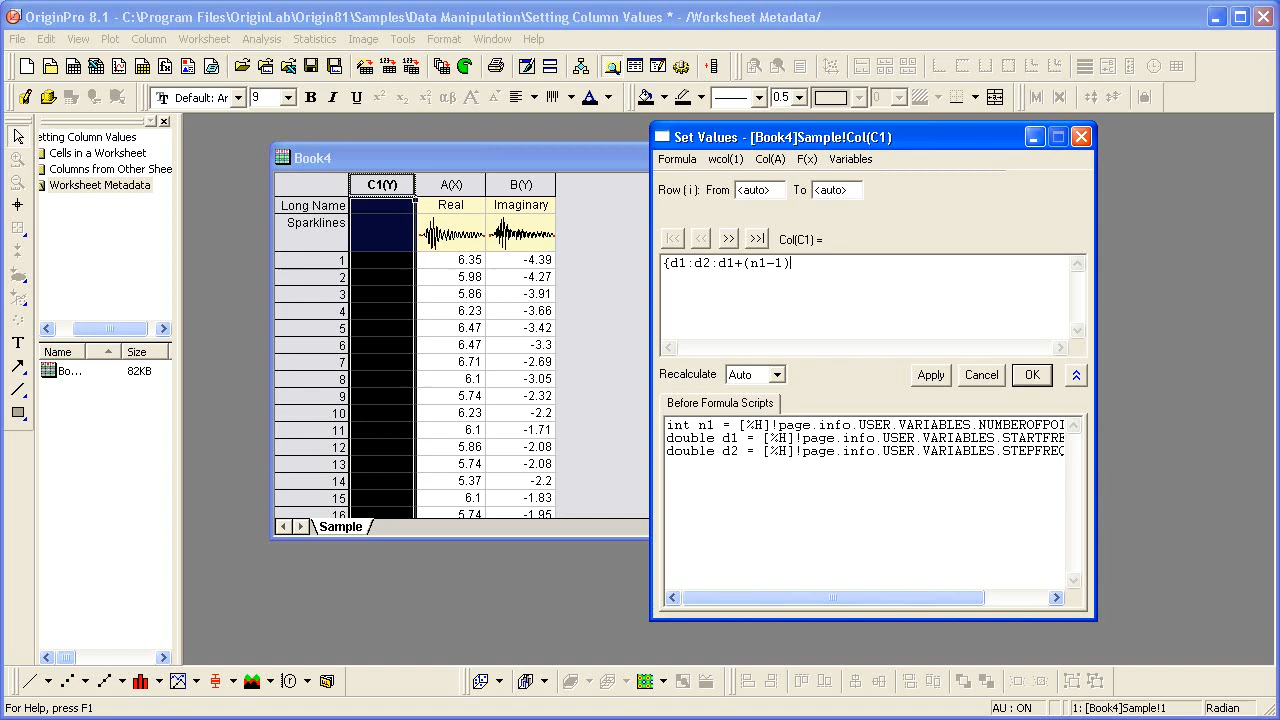 OriginPro 8.1 - C:\Program Files\OriginLab\Origin81\Samples\Data Manipulation\Setting Column Values * - /Worksheet Metadata/
File Edit View Plot Column Worksheet Analysis Statistics Image Tools Format Window Help
Default: Ar 9 B I U 0.5 0
etting Column Values
Cells in a Worksheet
Columns from Other Shee
Worksheet Metadata
Name Size
Bo... 82KB
Book4
C1(Y) A(X) B(Y)
Long Name Real Imaginary
Sparklines
1 6.35 -4.39
2 5.98 -4.27
3 5.86 -3.91
4 6.23 -3.66
5 6.47 -3.42
6 6.47 -3.3
7 6.71 -2.69
8 6.1 -3.05
9 5.74 -2.32
10 6.23 -2.2
11 6.1 -1.71
12 5.86 -2.08
13 5.74 -2.08
14 5.37 -2.2
15 6.1 -1.83
16 5.74 -1.95
Sample
Set Values - [Book4]Sample!Col(C1)
Formula wcol(1) Col(A) F(x) Variables
Row(i): From <auto> To <auto>
Col(C1) =
{d1:d2:d1+(n1-1)
Recalculate Auto Apply Cancel OK
Before Formula Scripts
int n1 = [%H]!page.info.USER.VARIABLES.NUMBEROFPOI
double d1 = [%H]!page.info.USER.VARIABLES.STARTFRE
double d2 = [%H]!page.info.USER.VARIABLES.STEPFREQ
For Help, press F1
AU : ON 1: [Book4]Sample!1 Radian